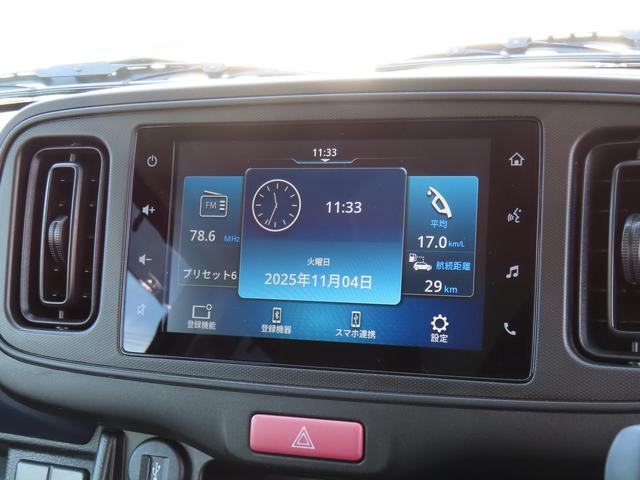 11:33
FM
78.6 MHz
プリセット6
11:33
火曜日
2025年11月04日
平均
17.0 km/L
航続距離
29 km
登録機能
登録機器
スマホ連携
設定